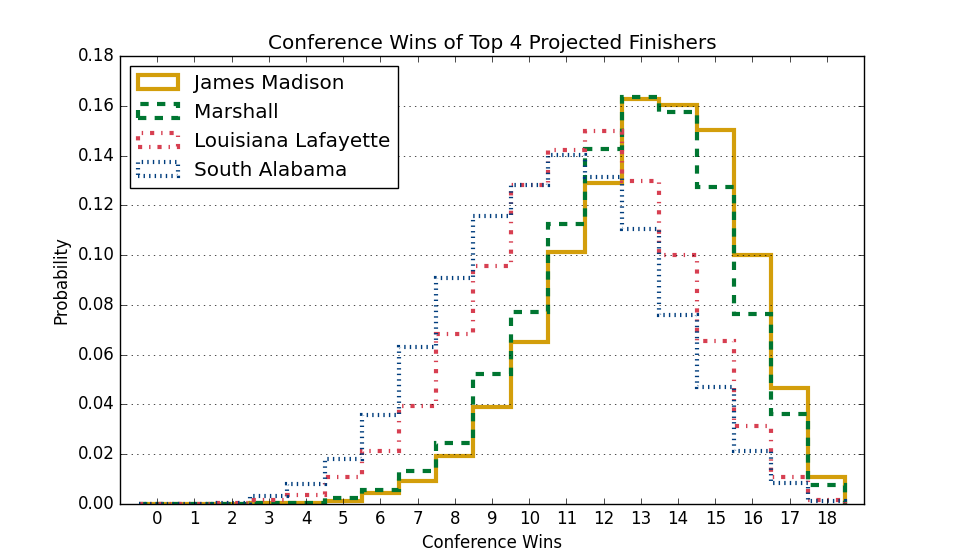 Conference Wins of Top 4 Projected Finishers
0.18
0.16
0.14
0.12
0.10
0.08
0.06
0.04
0.02
0.00
Probability
James Madison
Marshall
Louisiana Lafayette
South Alabama
0 1 2 3 4 5 6 7 8 9 10 11 12 13 14 15 16 17 18
Conference Wins